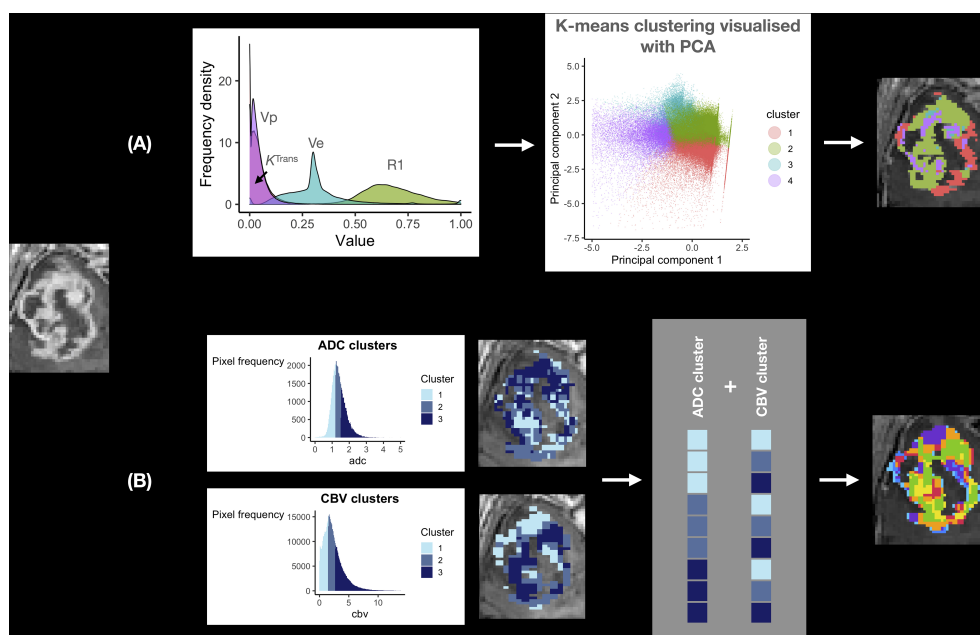 (A)
Frequency density
20
10
0
Vp
K^Trans
Ve
R1
0.00 0.25 0.50 0.75 1.00
Value
K-means clustering visualised
with PCA
Principal component 2
5.0
2.5
0.0
-2.5
-5.0
-7.5
-5.0 -2.5 0.0 2.5
Principal component 1
cluster
1
2
3
4
(B)
ADC clusters
Pixel frequency
2000
1500
1000
500
0
0 1 2 3 4 5
adc
Cluster
1
2
3
CBV clusters
Pixel frequency
15000
10000
5000
0
0 5 10
cbv
Cluster
1
2
3
ADC cluster
+
CBV cluster